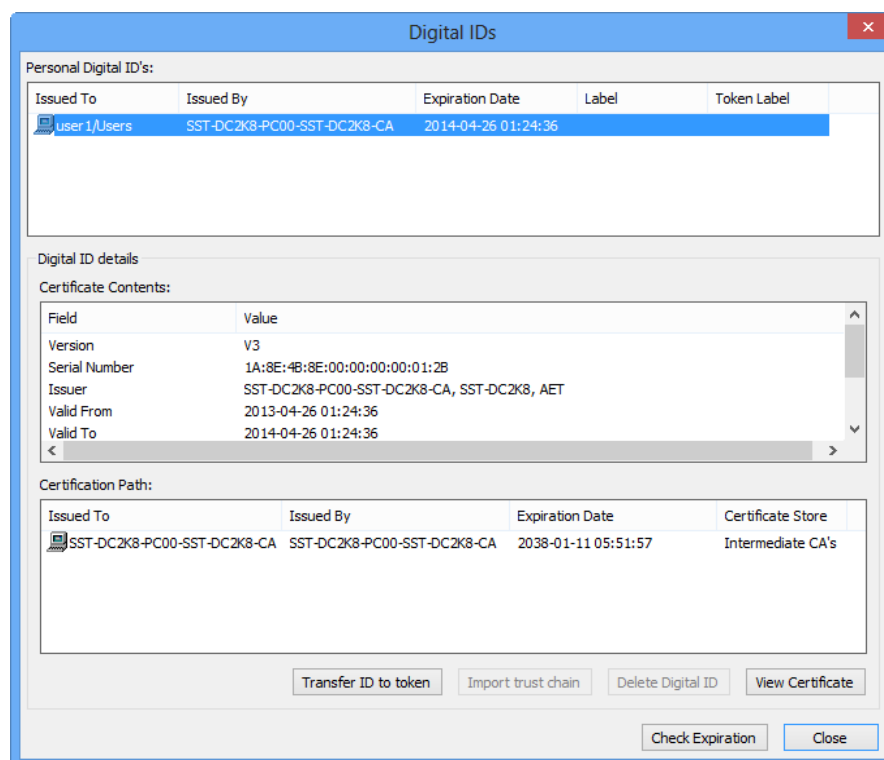 Digital IDs
Personal Digital ID's:
Issued To Issued By Expiration Date Label Token Label
user1/Users SST-DC2K8-PC00-SST-DC2K8-CA 2014-04-26 01:24:36
Digital ID details
Certificate Contents:
Field Value
Version V3
Serial Number 1A:8E:4B:8E:00:00:00:00:01:2B
Issuer SST-DC2K8-PC00-SST-DC2K8-CA, SST-DC2K8, AET
Valid From 2013-04-26 01:24:36
Valid To 2014-04-26 01:24:36
Certification Path:
Issued To Issued By Expiration Date Certificate Store
SST-DC2K8-PC00-SST-DC2K8-CA SST-DC2K8-PC00-SST-DC2K8-CA 2038-01-11 05:51:57 Intermediate CA's
Transfer ID to token Import trust chain Delete Digital ID View Certificate
Check Expiration Close